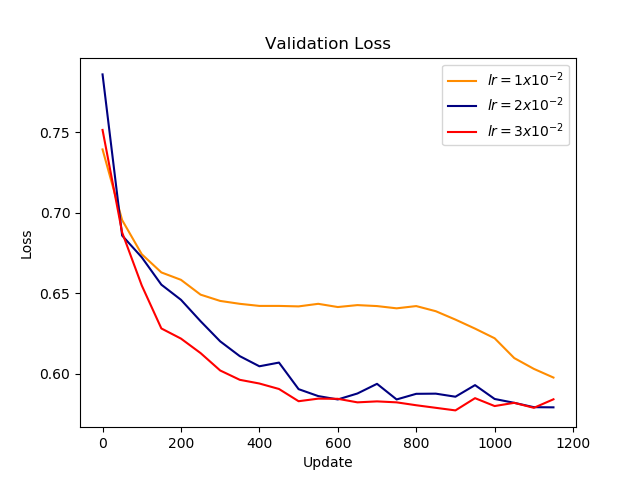 Validation Loss
lr = 1x10⁻²
lr = 2x10⁻²
lr = 3x10⁻²
0.75
0.70
0.65
0.60
Loss
0 200 400 600 800 1000 1200
Update